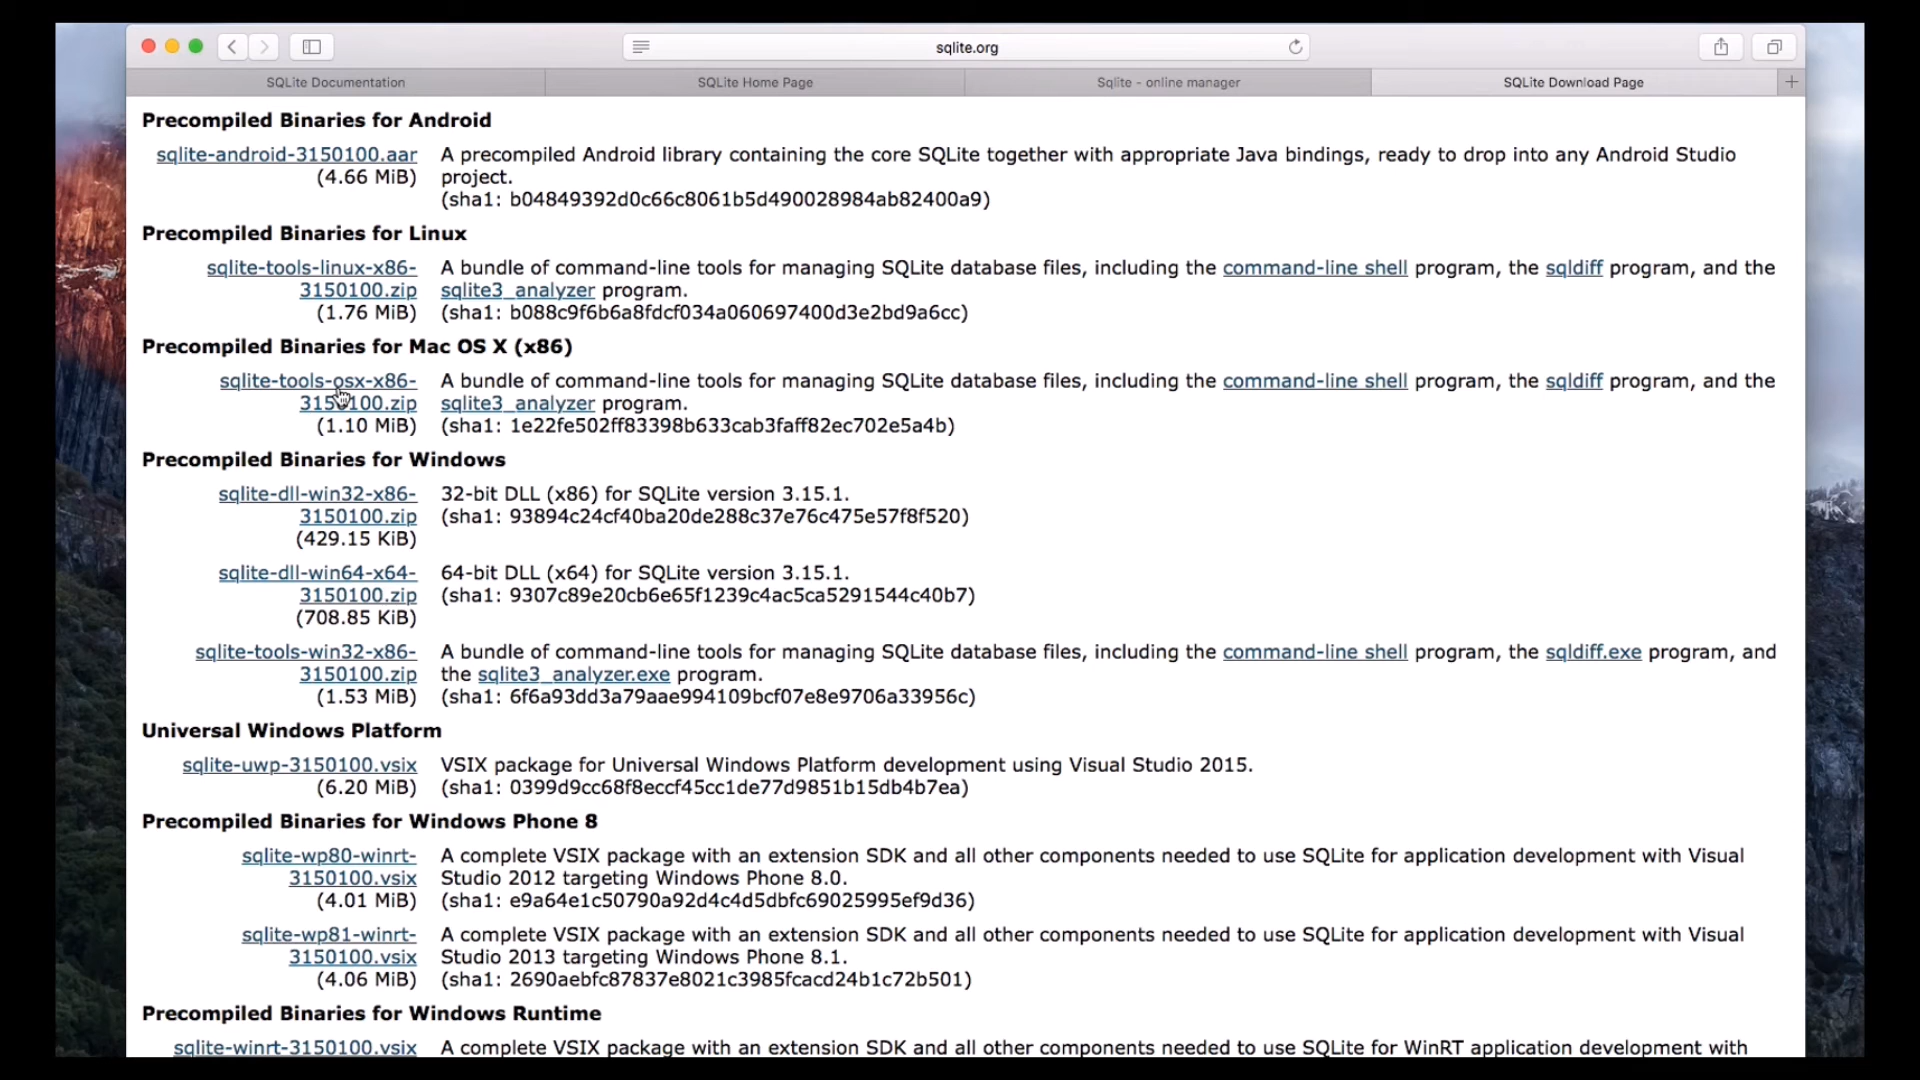 sqlite.org
SQLite Documentation
SQLite Home Page
Sqlite - online manager
SQLite Download Page
Precompiled Binaries for Android
sqlite-android-3150100.aar
(4.66 MiB)
A precompiled Android library containing the core SQLite together with appropriate Java bindings, ready to drop into any Android Studio
project.
(sha1: b04849392d0c66c8061b5d490028984ab82400a9)
Precompiled Binaries for Linux
sqlite-tools-linux-x86-
3150100.zip
(1.76 MiB)
A bundle of command-line tools for managing SQLite database files, including the command-line shell program, the sqldiff program, and the
sqlite3_analyzer program.
(sha1: b088c9f6b6a8fdcf034a060697400d3e2bd9a6cc)
Precompiled Binaries for Mac OS X (x86)
sqlite-tools-osx-x86-
3150100.zip
(1.10 MiB)
A bundle of command-line tools for managing SQLite database files, including the command-line shell program, the sqldiff program, and the
sqlite3_analyzer program.
(sha1: 1e22fe502ff83398b633cab3faff82ec702e5a4b)
Precompiled Binaries for Windows
sqlite-dll-win32-x86-
3150100.zip
(429.15 KiB)
32-bit DLL (x86) for SQLite version 3.15.1.
(sha1: 93894c24cf40ba20de288c37e76c475e57f8f520)
sqlite-dll-win64-x64-
3150100.zip
(708.85 KiB)
64-bit DLL (x64) for SQLite version 3.15.1.
(sha1: 9307c89e20cb6e65f1239c4ac5ca5291544c40b7)
sqlite-tools-win32-x86-
3150100.zip
(1.53 MiB)
A bundle of command-line tools for managing SQLite database files, including the command-line shell program, the sqldiff.exe program, and
the sqlite3_analyzer.exe program.
(sha1: 6f6a93dd3a79aae994109bcf07e8e9706a33956c)
Universal Windows Platform
sqlite-uwp-3150100.vsix
(6.20 MiB)
VSIX package for Universal Windows Platform development using Visual Studio 2015.
(sha1: 0399d9cc68f8eccf45cc1de77d9851b15db4b7ea)
Precompiled Binaries for Windows Phone 8
sqlite-wp80-winrt-
3150100.vsix
(4.01 MiB)
A complete VSIX package with an extension SDK and all other components needed to use SQLite for application development with Visual
Studio 2012 targeting Windows Phone 8.0.
(sha1: e9a64e1c50790a92d4c4d5dbfc69025995ef9d36)
sqlite-wp81-winrt-
3150100.vsix
(4.06 MiB)
A complete VSIX package with an extension SDK and all other components needed to use SQLite for application development with Visual
Studio 2013 targeting Windows Phone 8.1.
(sha1: 2690aebfc87837e8021c3985fcacd24b1c72b501)
Precompiled Binaries for Windows Runtime
sqlite-winrt-3150100.vsix
A complete VSIX package with an extension SDK and all other components needed to use SQLite for WinRT application development with